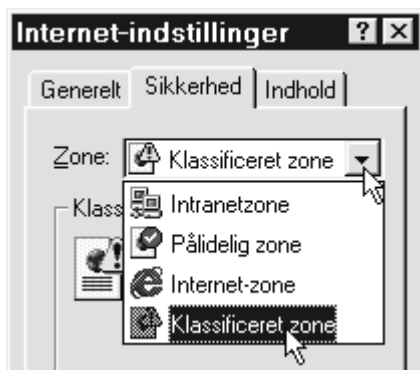 Internet-indstillinger
Generelt Sikkerhed Indhold
Zone: Klassificeret zone
Klass
Intranetzone
Pålidelig zone
Internet-zone
Klassificeret zone